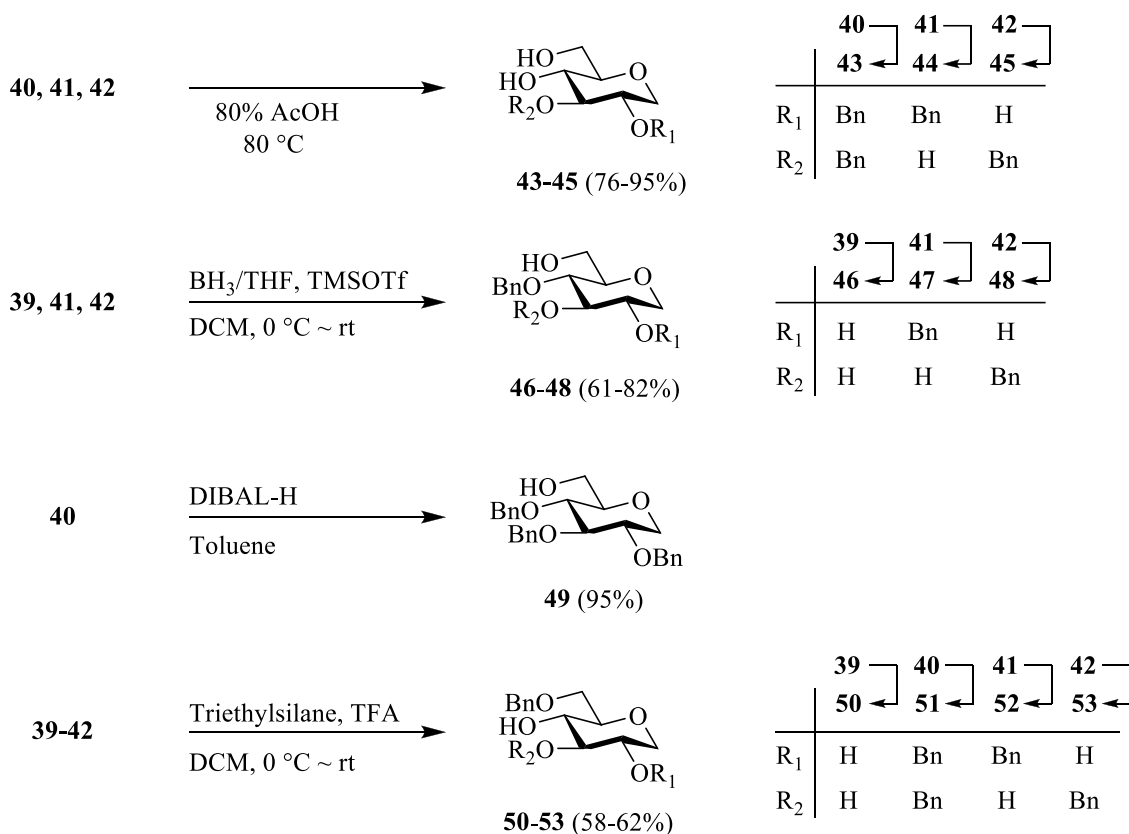 40 41 42
43 44 45
HO
HO
R2O
O
OR1
40, 41, 42
80% AcOH
80 °C
R1 Bn Bn H
R2 Bn H Bn
43-45 (76-95%)
39 41 42
46 47 48
HO
BnO
R2O
O
OR1
39, 41, 42
BH3/THF, TMSOTf
DCM, 0 °C ~ rt
R1 H Bn H
R2 H H Bn
46-48 (61-82%)
40
DIBAL-H
Toluene
HO
BnO
BnO
O
OBn
49 (95%)
39 40 41 42
50 51 52 53
39-42
Triethylsilane, TFA
DCM, 0 °C ~ rt
BnO
HO
R2O
O
OR1
R1 H Bn Bn H
R2 H Bn H Bn
50-53 (58-62%)